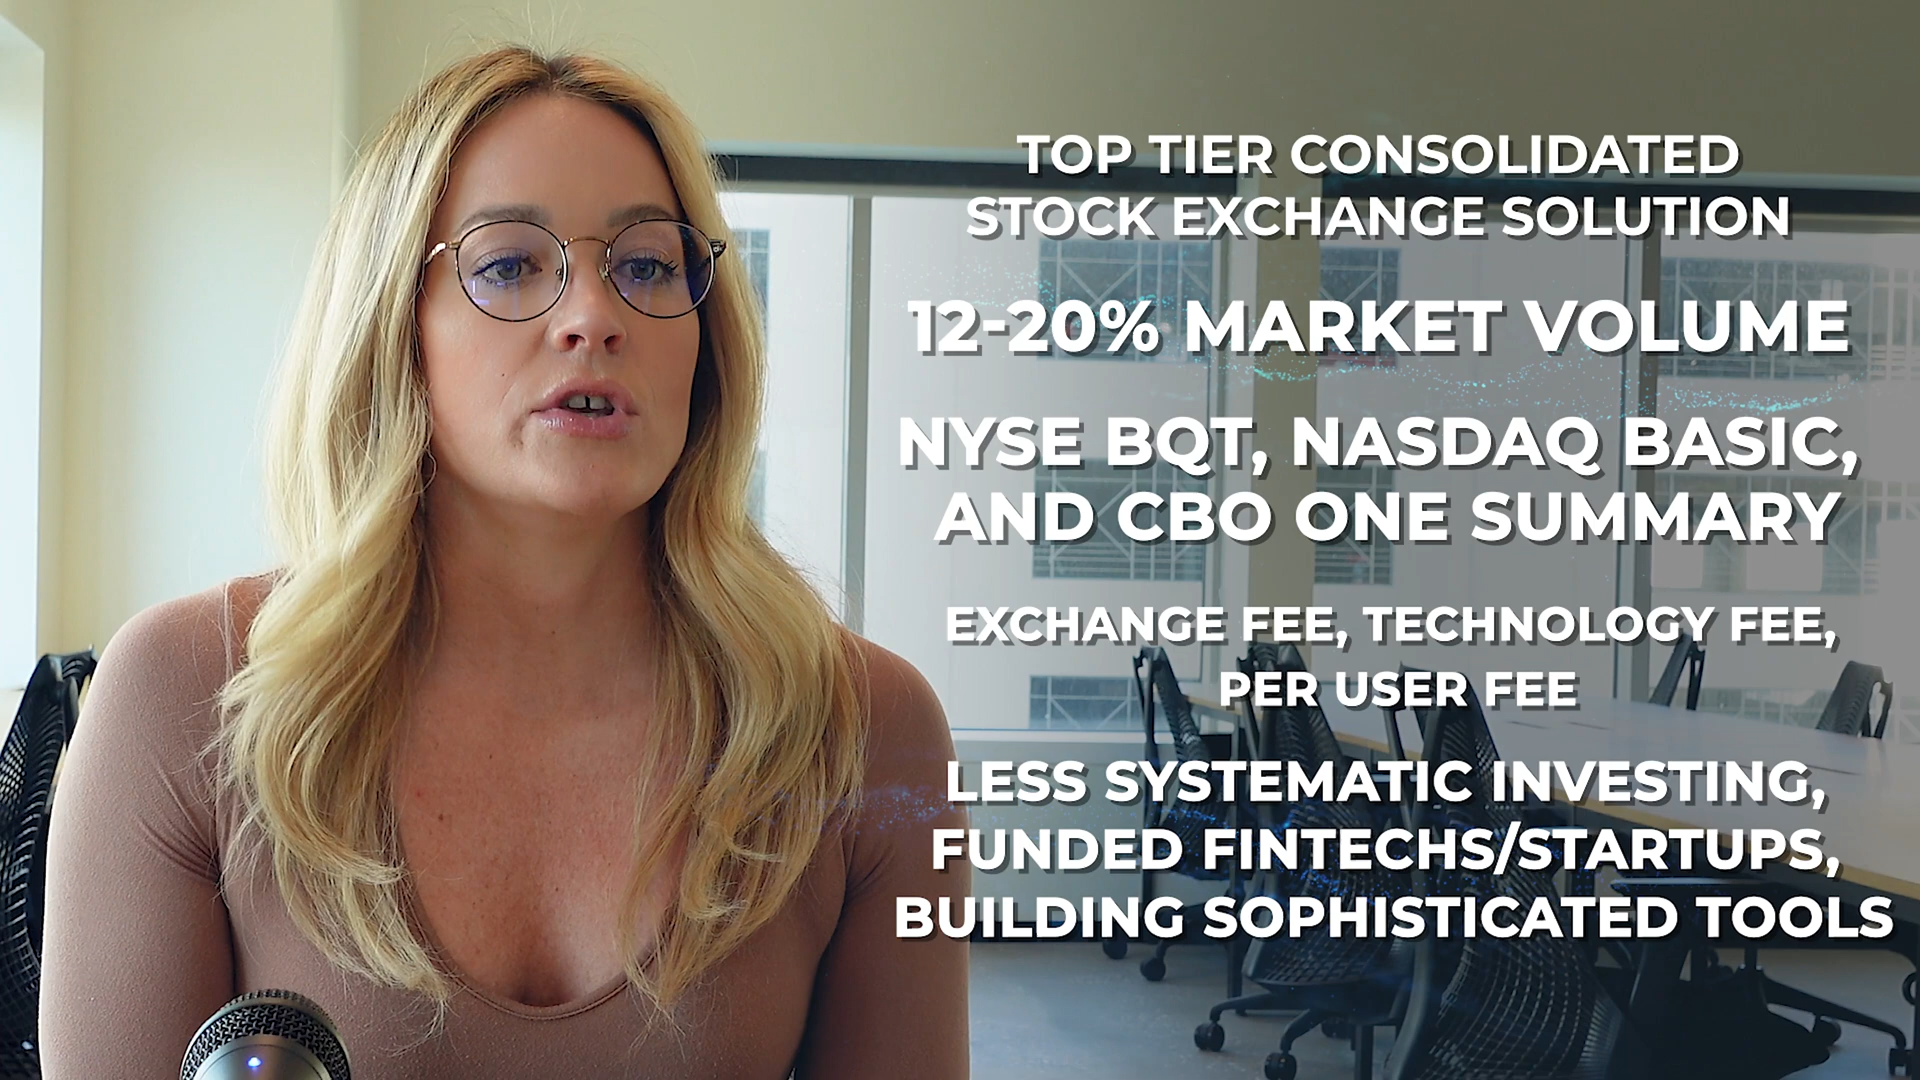 TOP TIER CONSOLIDATED
STOCK EXCHANGE SOLUTION
12-20% MARKET VOLUME
NYSE BQT, NASDAQ BASIC,
AND CBO ONE SUMMARY
EXCHANGE FEE, TECHNOLOGY FEE,
PER USER FEE
LESS SYSTEMATIC INVESTING,
FUNDED FINTECHS/STARTUPS,
BUILDING SOPHISTICATED TOOLS